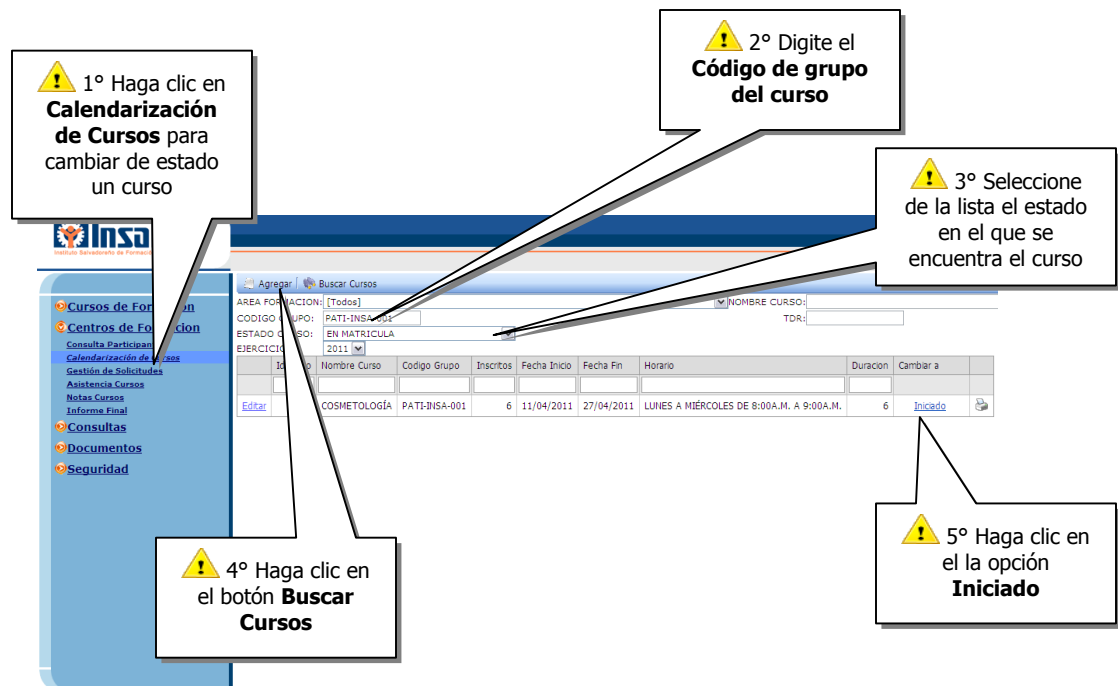 1° Haga clic en
Calendarización
de Cursos para
cambiar de estado
un curso
2° Digite el
Código de grupo
del curso
3° Seleccione
de la lista el estado
en el que se
encuentra el curso
Insa
Instituto Salvadoreño de Formación
Agregar Buscar Cursos
AREA FORMACION: [Todos] NOMBRE CURSO:
CODIGO GRUPO: PATI-INSA-001 TDR:
ESTADO CURSO: EN MATRICULA
EJERCICIO 2011
Nombre Curso Codigo Grupo Inscritos Fecha Inicio Fecha Fin Horario Duracion Cambiar a
Editar COSMETOLOGÍA PATI-INSA-001 6 11/04/2011 27/04/2011 LUNES A MIÉRCOLES DE 8:00A.M. A 9:00A.M. 6 Iniciado
Cursos de Formacion
Centros de Formacion
Consulta Participan
Calendarización de Cursos
Gestión de Solicitudes
Asistencia Cursos
Notas Cursos
Informe Final
Consultas
Documentos
Seguridad
4° Haga clic en
el botón Buscar
Cursos
5° Haga clic en
el la opción
Iniciado